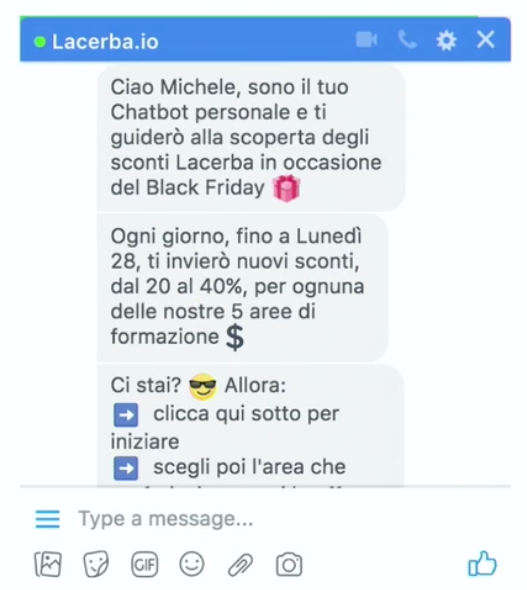 Lacerba.io
Ciao Michele, sono il tuo
Chatbot personale e ti
guiderò alla scoperta degli
sconti Lacerba in occasione
del Black Friday 🎁
Ogni giorno, fino a Lunedì
28, ti invierò nuovi sconti,
dal 20 al 40%, per ognuna
delle nostre 5 aree di
formazione 💲
Ci stai? 😎 Allora:
➡️ clicca qui sotto per
iniziare
➡️ scegli poi l'area che
Type a message...
GIF